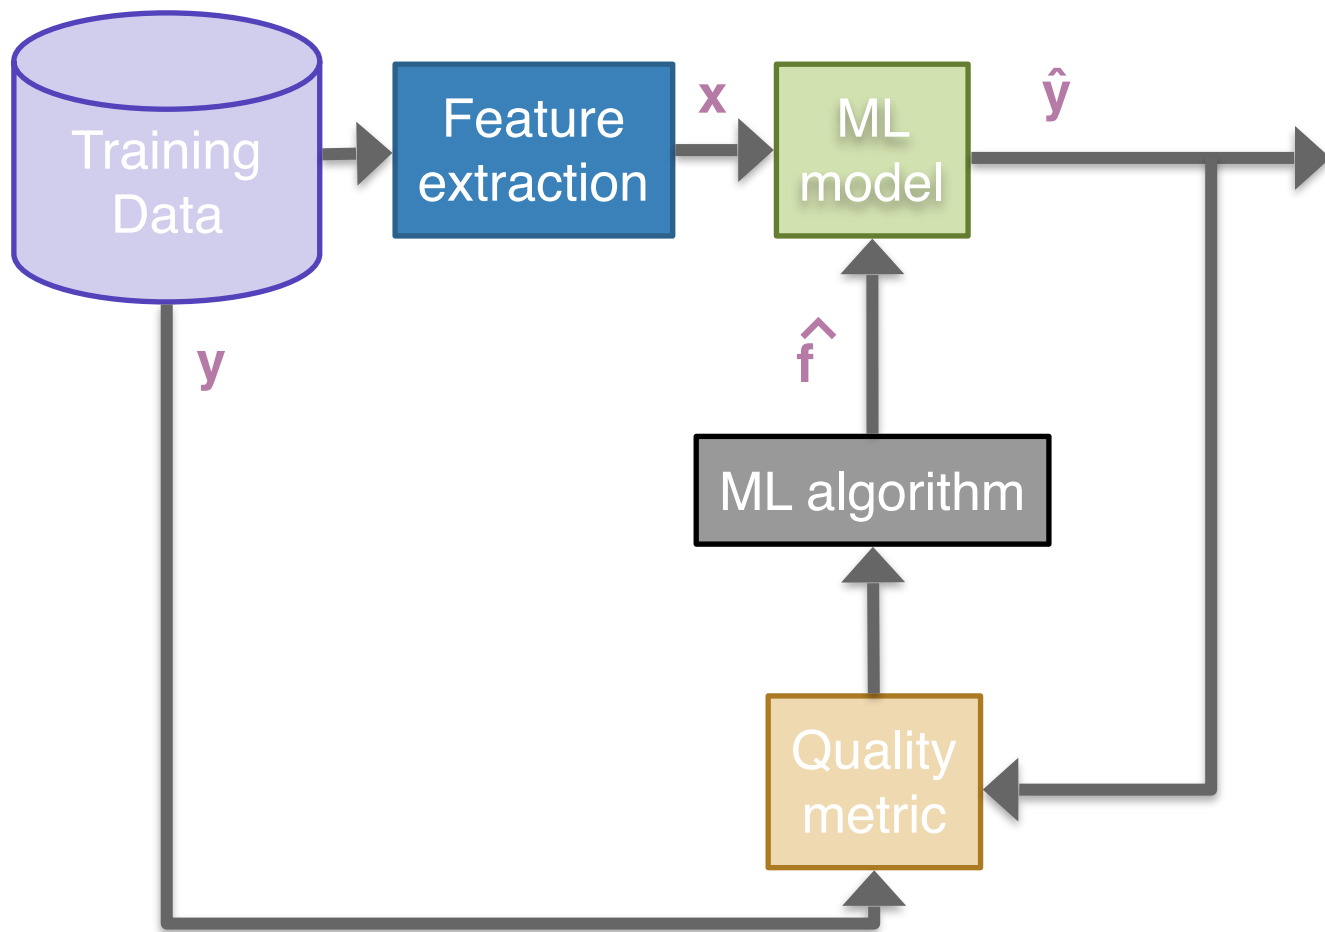 Training
Data
Feature
extraction
x
ML
model
ŷ
y
f̂
ML algorithm
Quality
metric